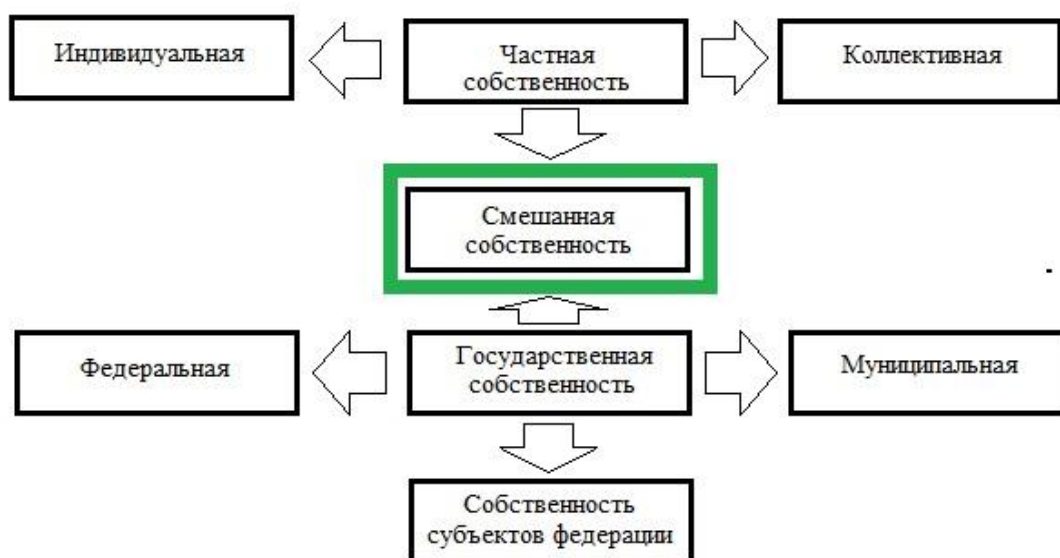 Индивидуальная
Частная
собственность
Коллективная
Смешанная
собственность
Федеральная
Государственная
собственность
Муниципальная
Собственность
субъектов федерации